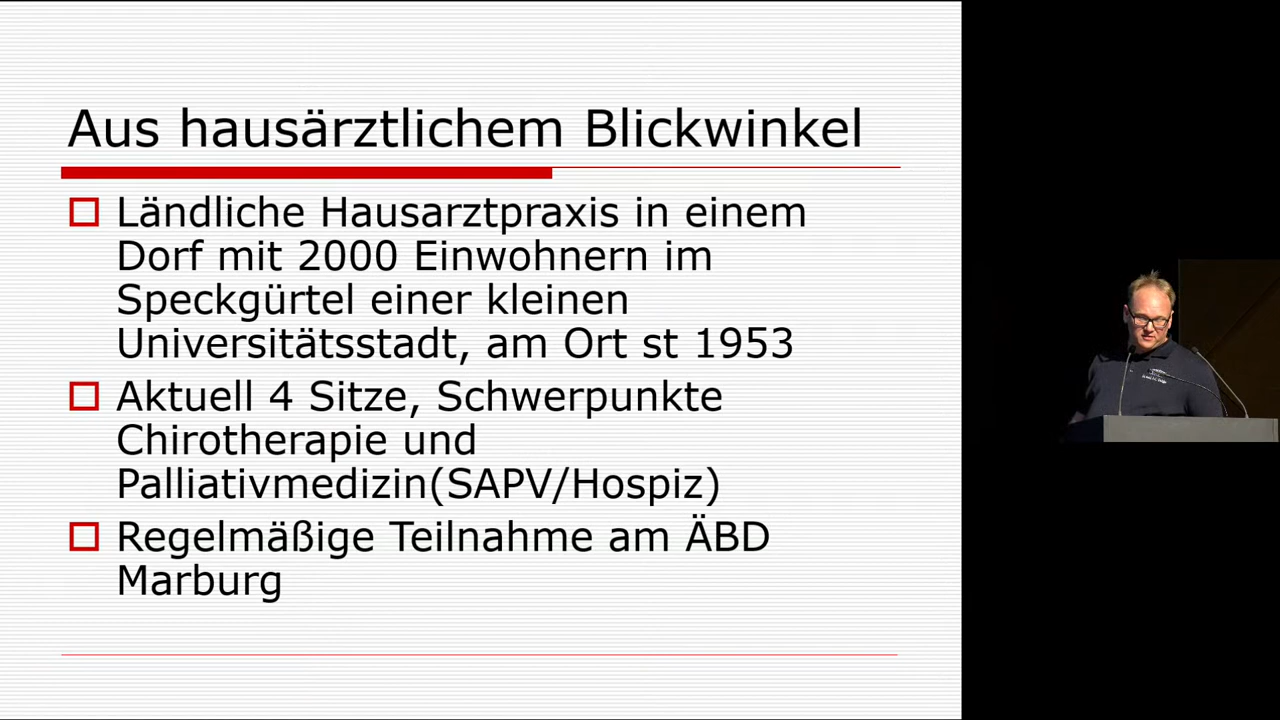 Aus hausärztlichem Blickwinkel
Ländliche Hausarztpraxis in einem
Dorf mit 2000 Einwohnern im
Speckgürtel einer kleinen
Universitätsstadt, am Ort st 1953
Aktuell 4 Sitze, Schwerpunkte
Chirotherapie und
Palliativmedizin(SAPV/Hospiz)
Regelmäßige Teilnahme am ÄBD
Marburg